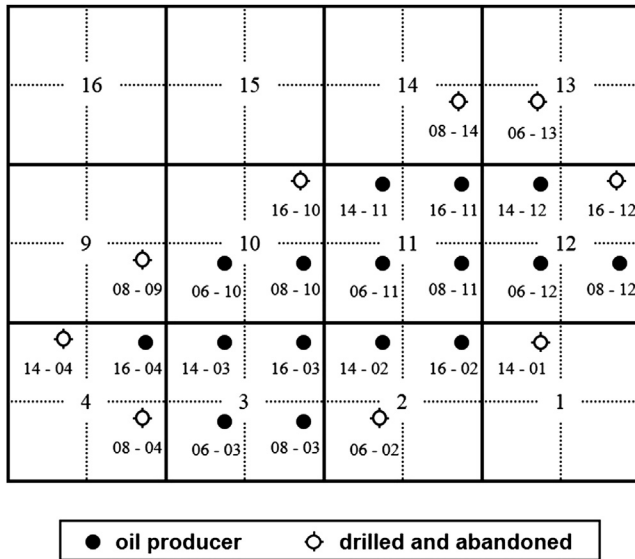 16 15 14 13
08 - 14 06 - 13
16 - 10 14 - 11 16 - 11 14 - 12 16 - 12
9 10 11 12
08 - 09 06 - 10 08 - 10 06 - 11 08 - 11 06 - 12 08 - 12
14 - 04 16 - 04 14 - 03 16 - 03 14 - 02 16 - 02 14 - 01
4 3 2 1
08 - 04 06 - 03 08 - 03 06 - 02
oil producer drilled and abandoned